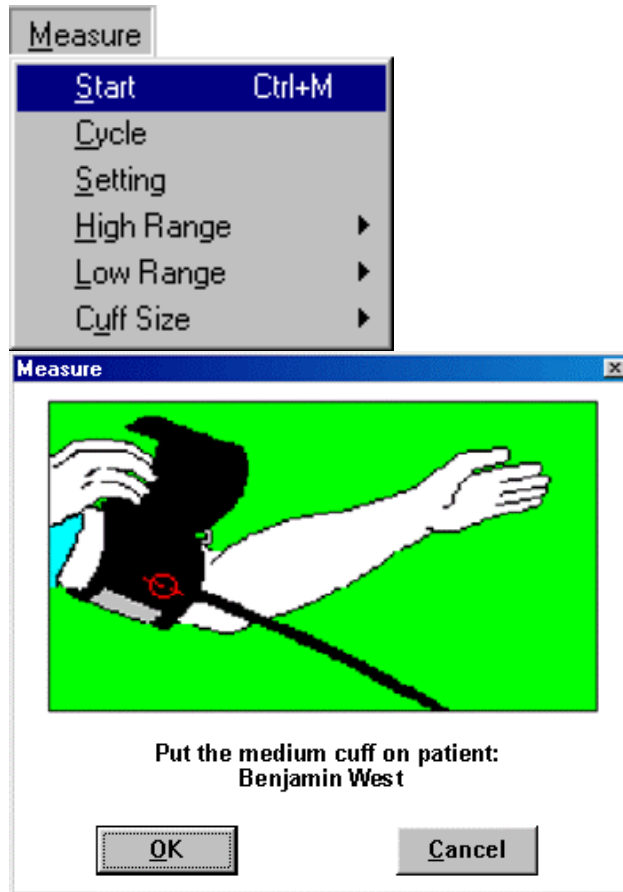 Measure
Start Ctrl+M
Cycle
Setting
High Range
Low Range
Cuff Size
Measure
Put the medium cuff on patient:
Benjamin West
OK Cancel